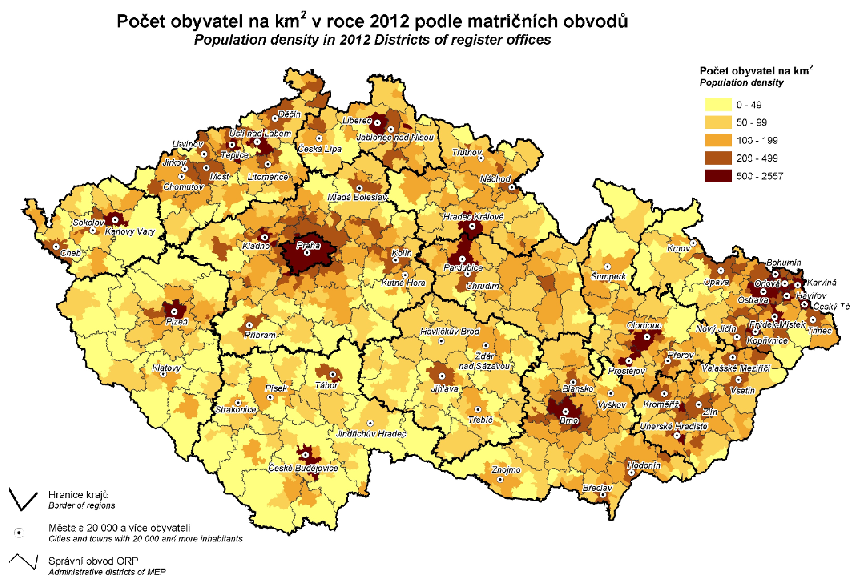 Počet obyvatel na km² v roce 2012 podle matričních obvodů
Population density in 2012 Districts of register offices
Počet obyvatel na km²
Population density
0 - 49
50 - 99
100 - 199
200 - 499
500 - 2557
Děčín
Liberec
Ústí nad Labem
Jablonec nad Nisou
Litvínov
Teplice
Česká Lípa
Trutnov
Jirkov
Most
Litoměřice
Chomutov
Náchod
Mladá Boleslav
Sokolov
Karlovy Vary
Hradec Králové
Cheb
Kladno
Praha
Kolín
Pardubice
Krnov
Bohumín
Kutná Hora
Chrudim
Šumperk
Opava
Orlová
Karviná
Havířov
Ostrava
Český Tě
Plzeň
Příbram
Havlíčkův Brod
Olomouc
Nový Jičín
Frýdek-Místek
Kopřivnice
Žďár
nad Sázavou
Přerov
Prostějov
Valašské Meziříčí
Klatovy
Tábor
Písek
Jihlava
Blansko
Vsetín
Strakonice
Vyškov
Kroměříž
Zlín
Třebíč
Brno
Jindřichův Hradec
Uherské Hradiště
České Budějovice
Znojmo
Hodonín
Břeclav
Hranice krajů
Border of regions
Města s 20 000 a více obyvateli
Cities and towns with 20 000 and more inhabitants
Správní obvod ORP
Administrative districts of MEP